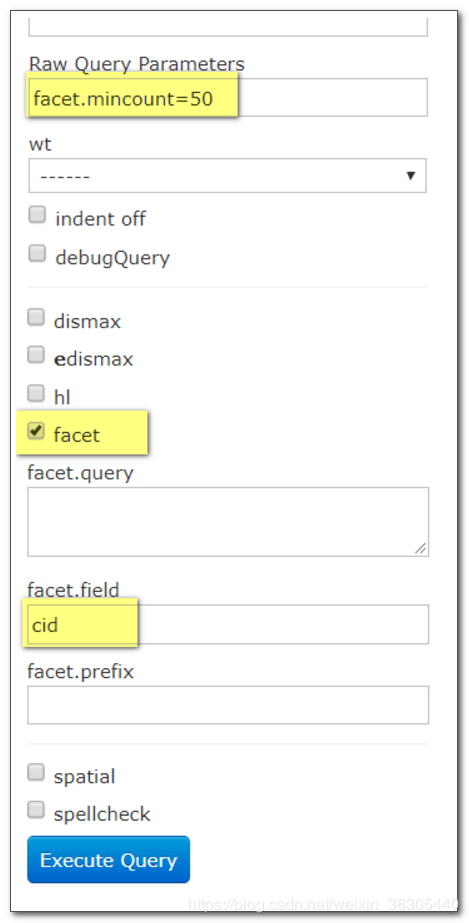 Raw Query Parameters
facet.mincount=50
wt
------
indent off
debugQuery
dismax
edismax
hl
facet
facet.query
facet.field
cid
facet.prefix
spatial
spellcheck
Execute Query
https://blog.csdn.net/weixin_38305440